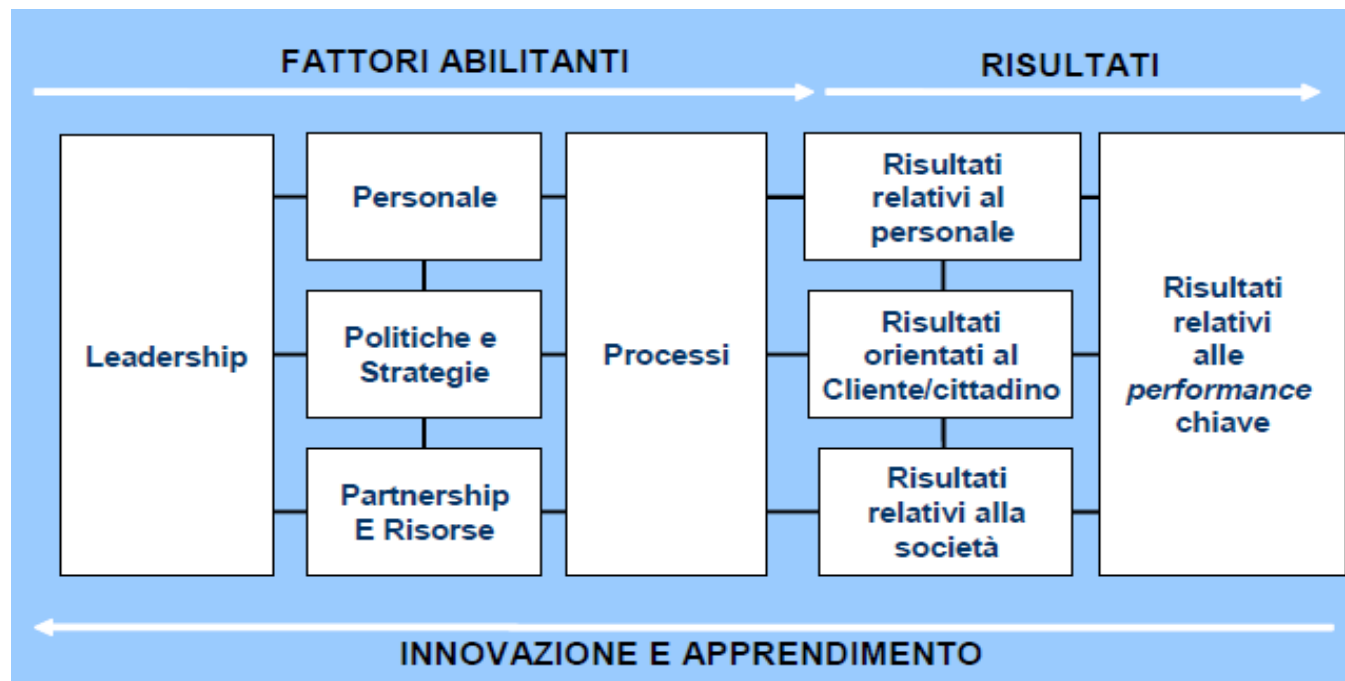 FATTORI ABILITANTI
RISULTATI
Leadership
Personale
Politiche e
Strategie
Partnership
E Risorse
Processi
Risultati
relativi al
personale
Risultati
orientati al
Cliente/cittadino
Risultati
relativi alla
società
Risultati
relativi
alle
performance
chiave
INNOVAZIONE E APPRENDIMENTO